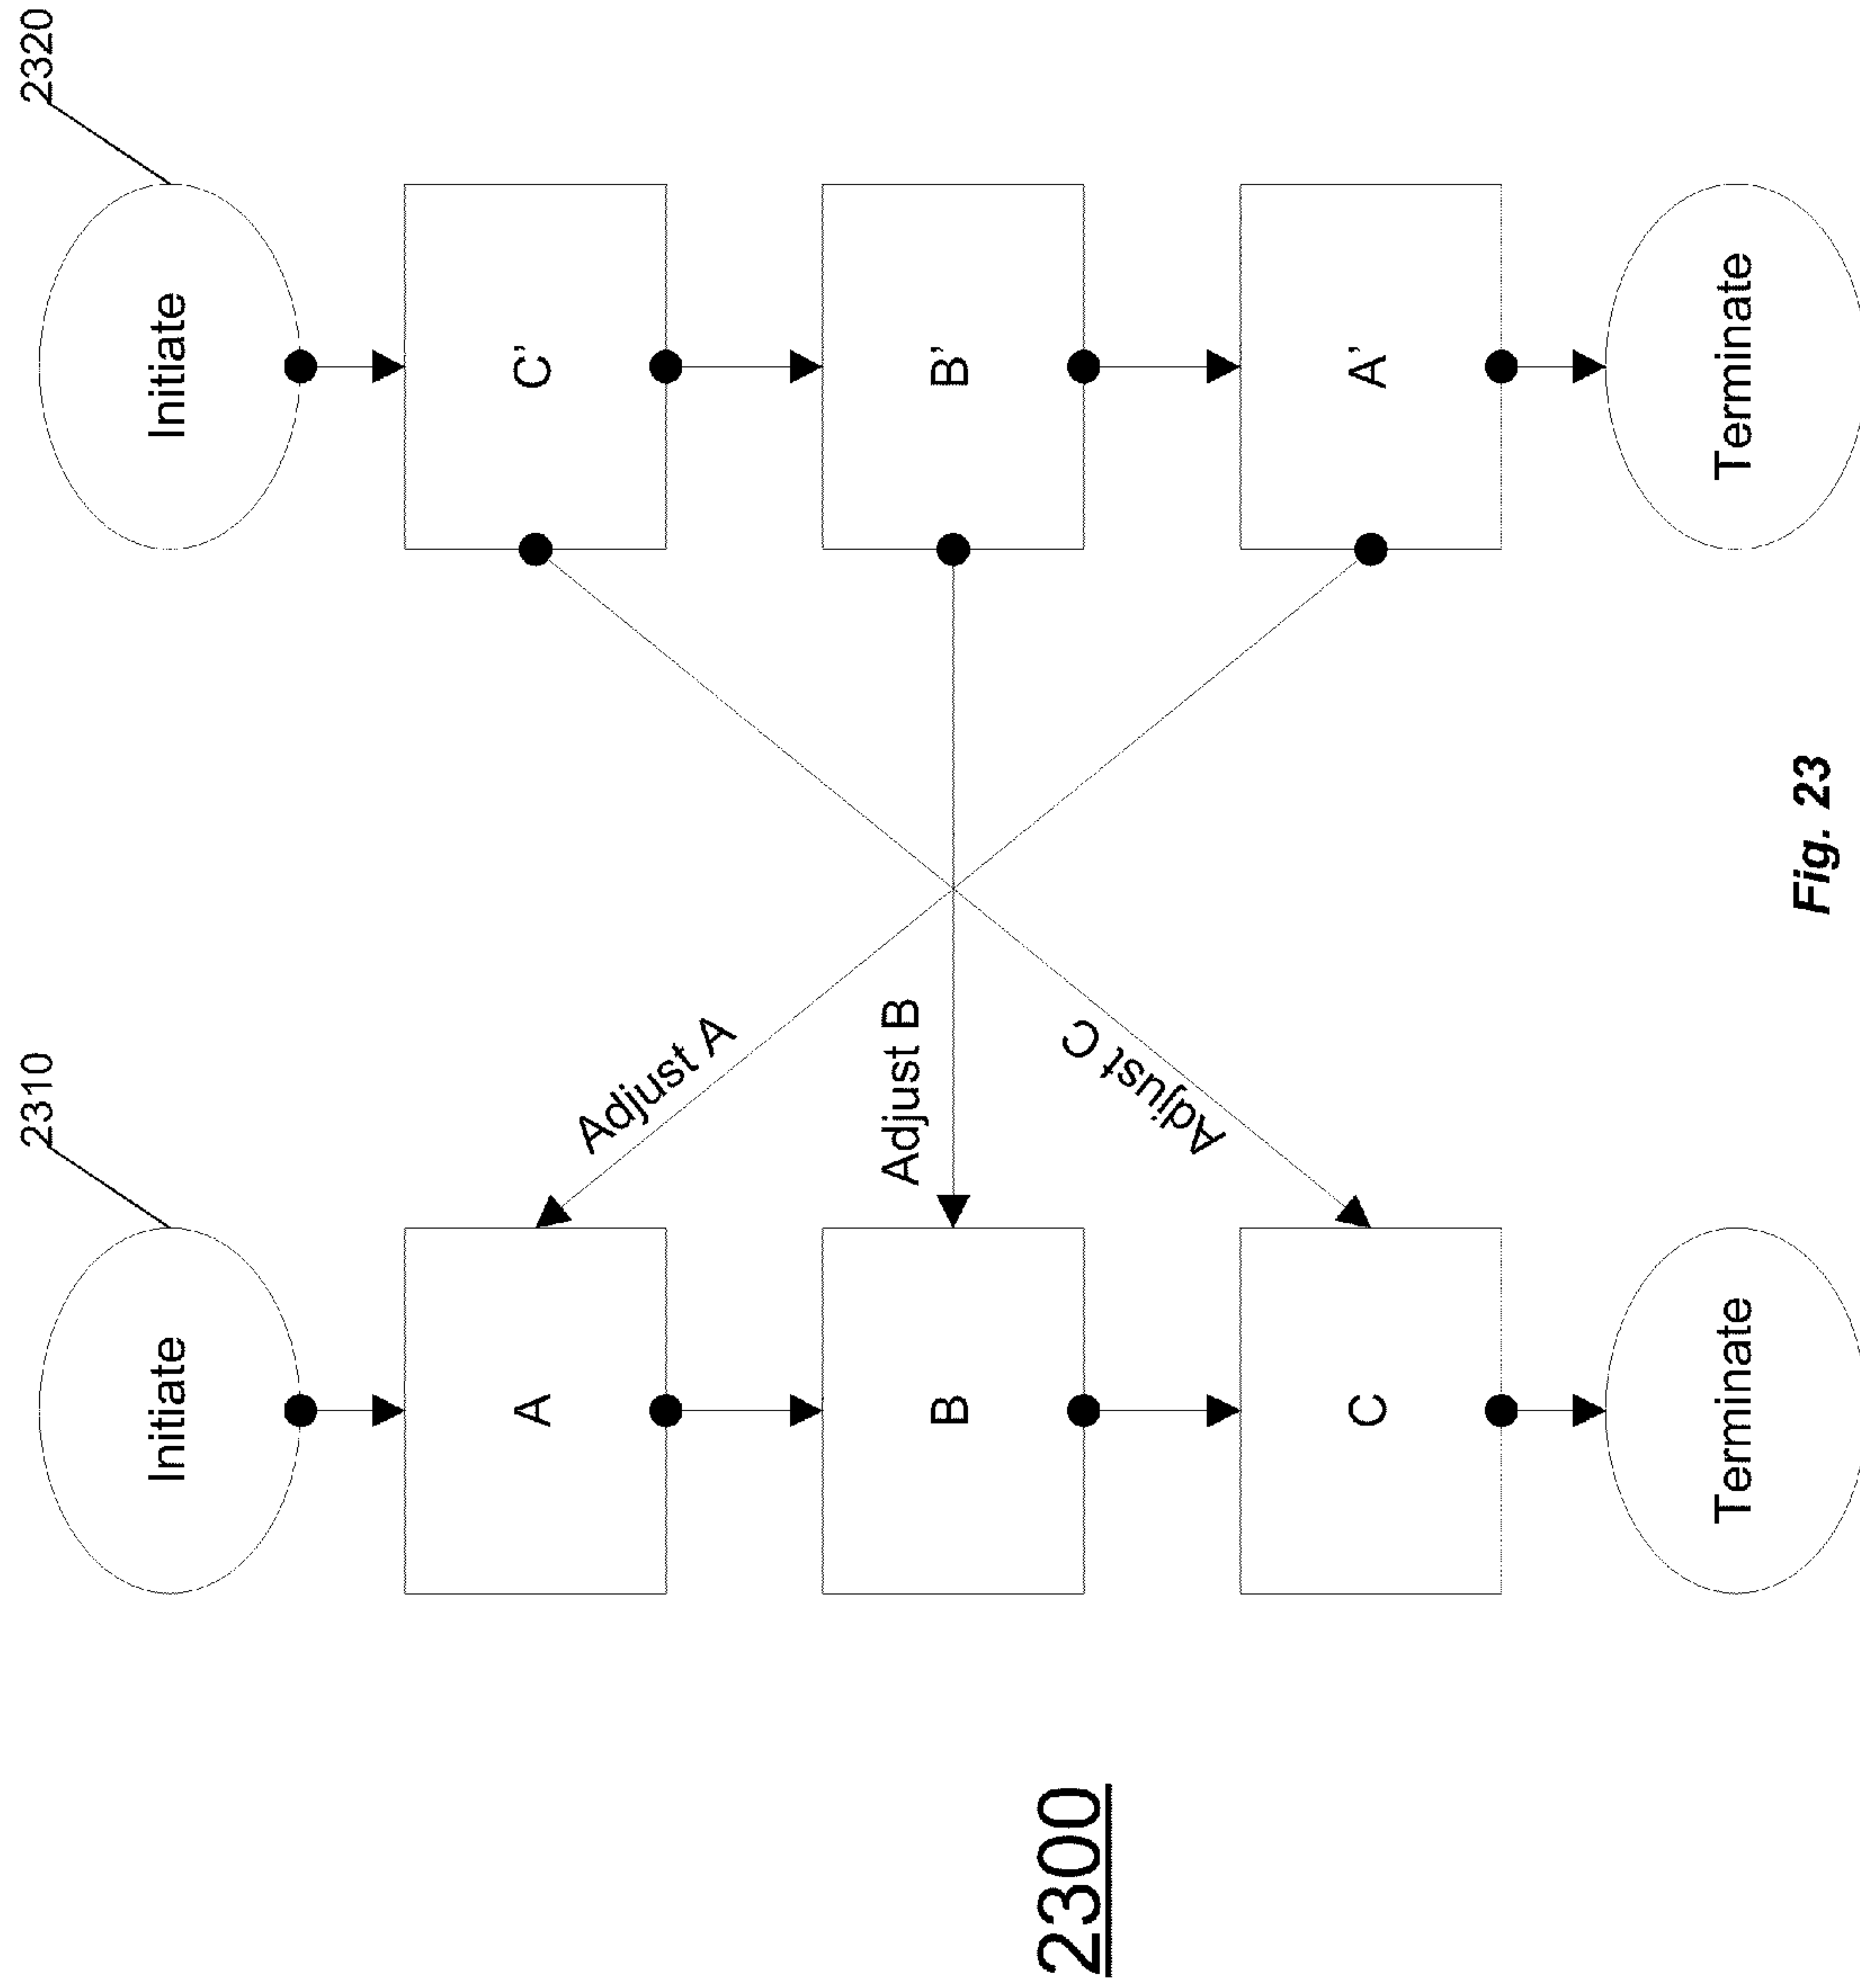 2300
2310
Initiate
A
B
C
Terminate
Adjust A
Adjust B
Adjust C
2320
Initiate
C'
B'
A'
Terminate
Fig. 23